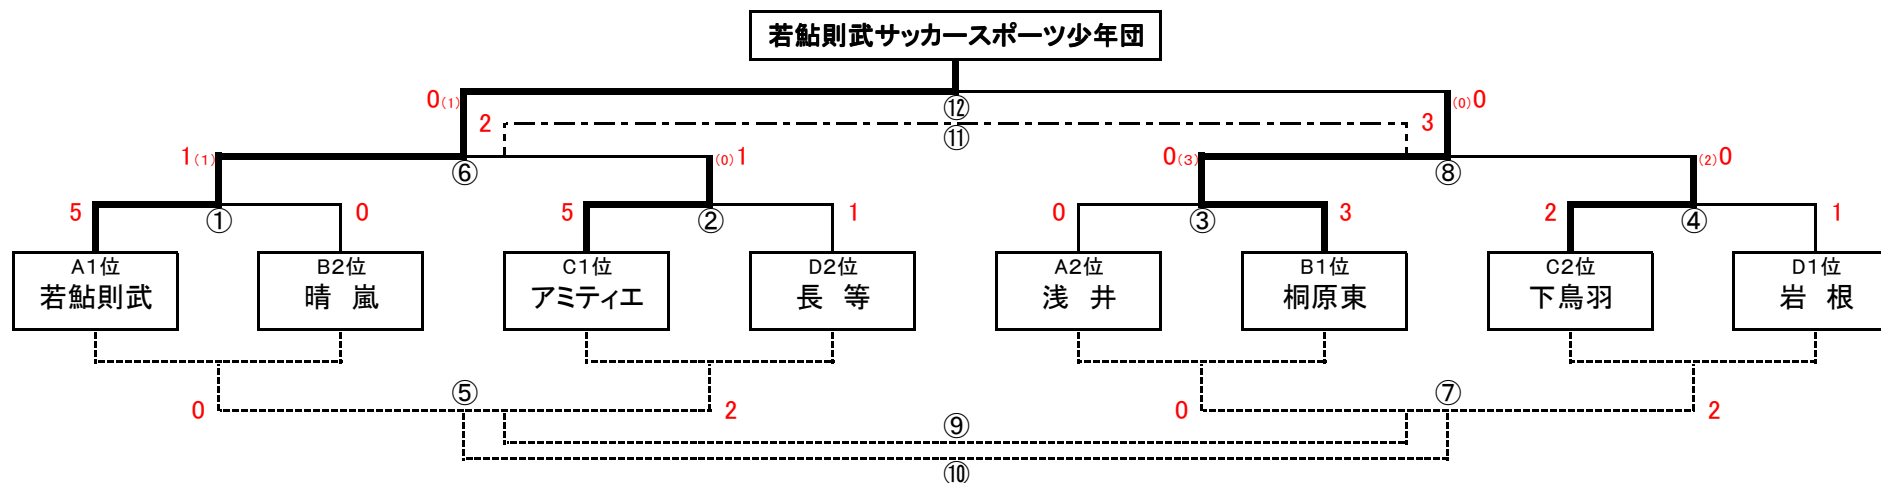 若鮎則武サッカースポーツ少年団
0(1) ⑫ (0)0
2 ⑪ 3
1(1) ⑥ (0)1 0(3) ⑧ (2)0
5 ① 0 5 ② 1 0 ③ 3 2 ④ 1
A1位 B2位 C1位 D2位 A2位 B1位 C2位 D1位
若鮎則武 晴 嵐 アミティエ 長 等 浅 井 桐原東 下鳥羽 岩 根
⑤ ⑦
0 2 0 2
⑨
⑩